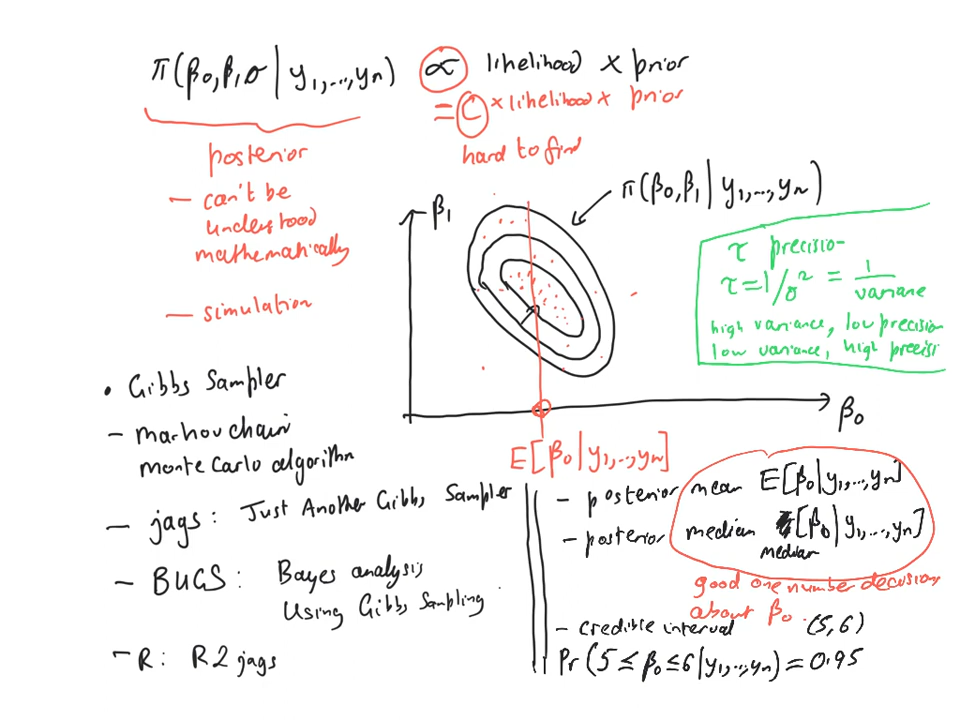 π(β₀,β₁σ | y₁,...,yₙ) ∝ likelihood × prior
= C × likelihood × prior
hard to find
posterior
— can't be
understood
mathematically
— simulation
β₁
π(β₀,β₁ | y₁,...,yₙ)
β₀
E[β₀|y₁,..,yₙ]
τ precision
τ = 1/σ² = 1/variance
high variance, low precision
low variance, high precisi
• Gibbs Sampler
— markov chain
monte Carlo algorithm
— jags : Just Another Gibbs Sampler
— BUGS : Bayes analysis
Using Gibbs Sampling
— R : R2jags
— posterior mean E[β₀|y₁,...,yₙ]
— posterior median [β₀|y₁,...,yₙ]
median
good one number decision
about β₀.
— credible interval (5,6)
Pr(5 ≤ β₀ ≤ 6 | y₁,...,yₙ) = 0.95